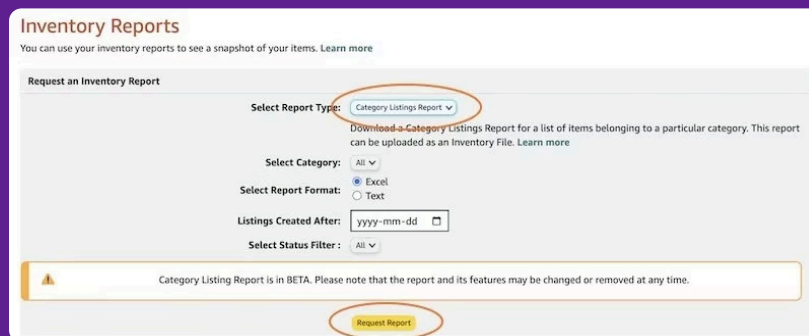 Inventory Reports
You can use your inventory reports to see a snapshot of your items. Learn more
Request an Inventory Report
Select Report Type: Category Listings Report
Download a Category Listings Report for a list of items belonging to a particular category. This report
can be uploaded as an Inventory File. Learn more
Select Category: All
Select Report Format: Excel
Text
Listings Created After: yyyy-mm-dd
Select Status Filter : All
Category Listing Report is in BETA. Please note that the report and its features may be changed or removed at any time.
Request Report